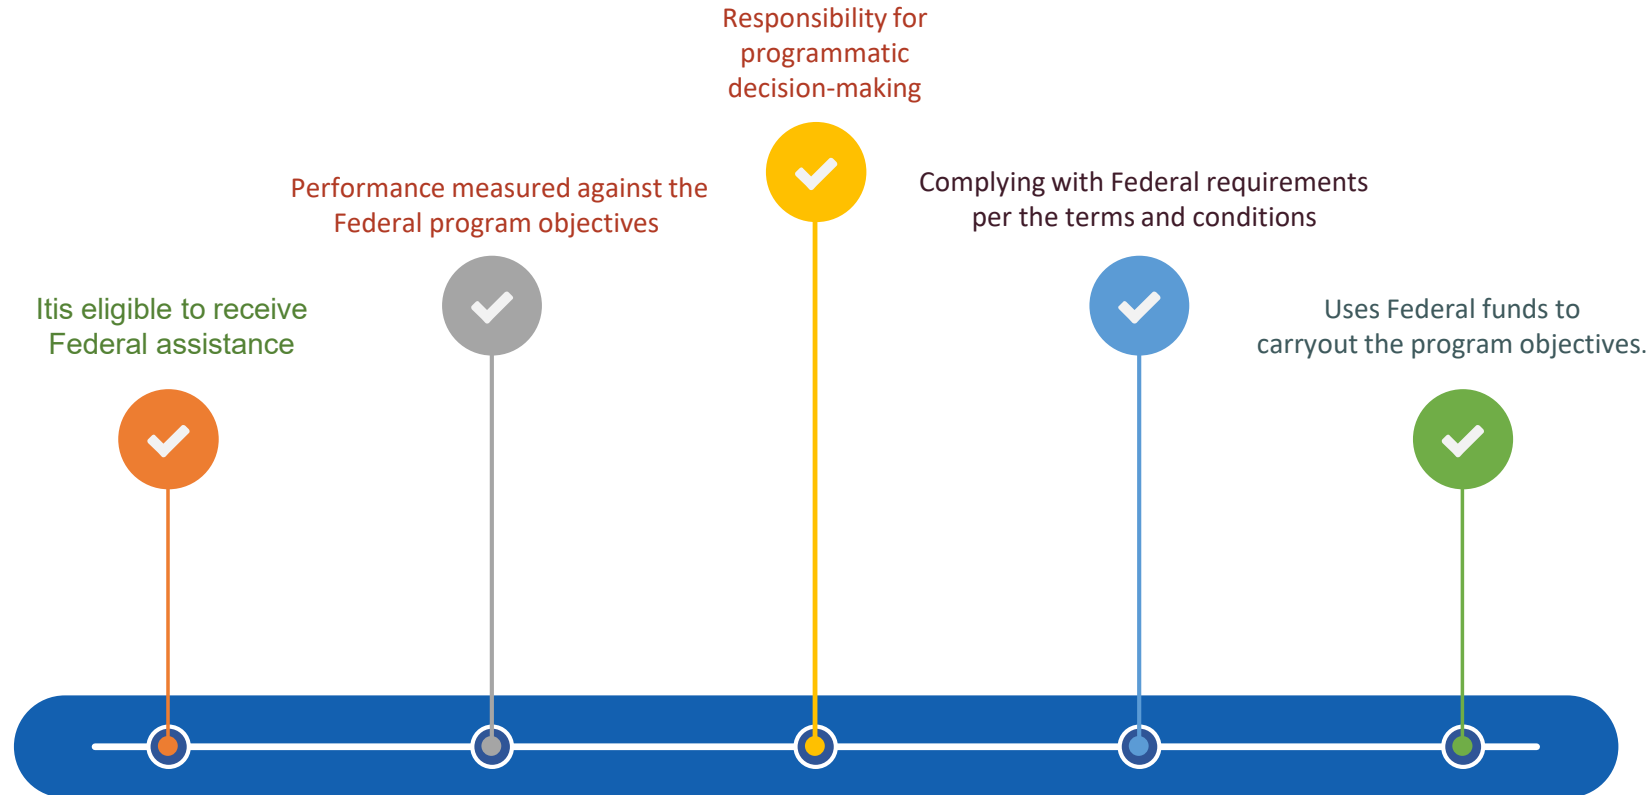 Itis eligible to receive
Federal assistance
Performance measured against the
Federal program objectives
Responsibility for
programmatic
decision-making
Complying with Federal requirements
per the terms and conditions
Uses Federal funds to
carryout the program objectives.